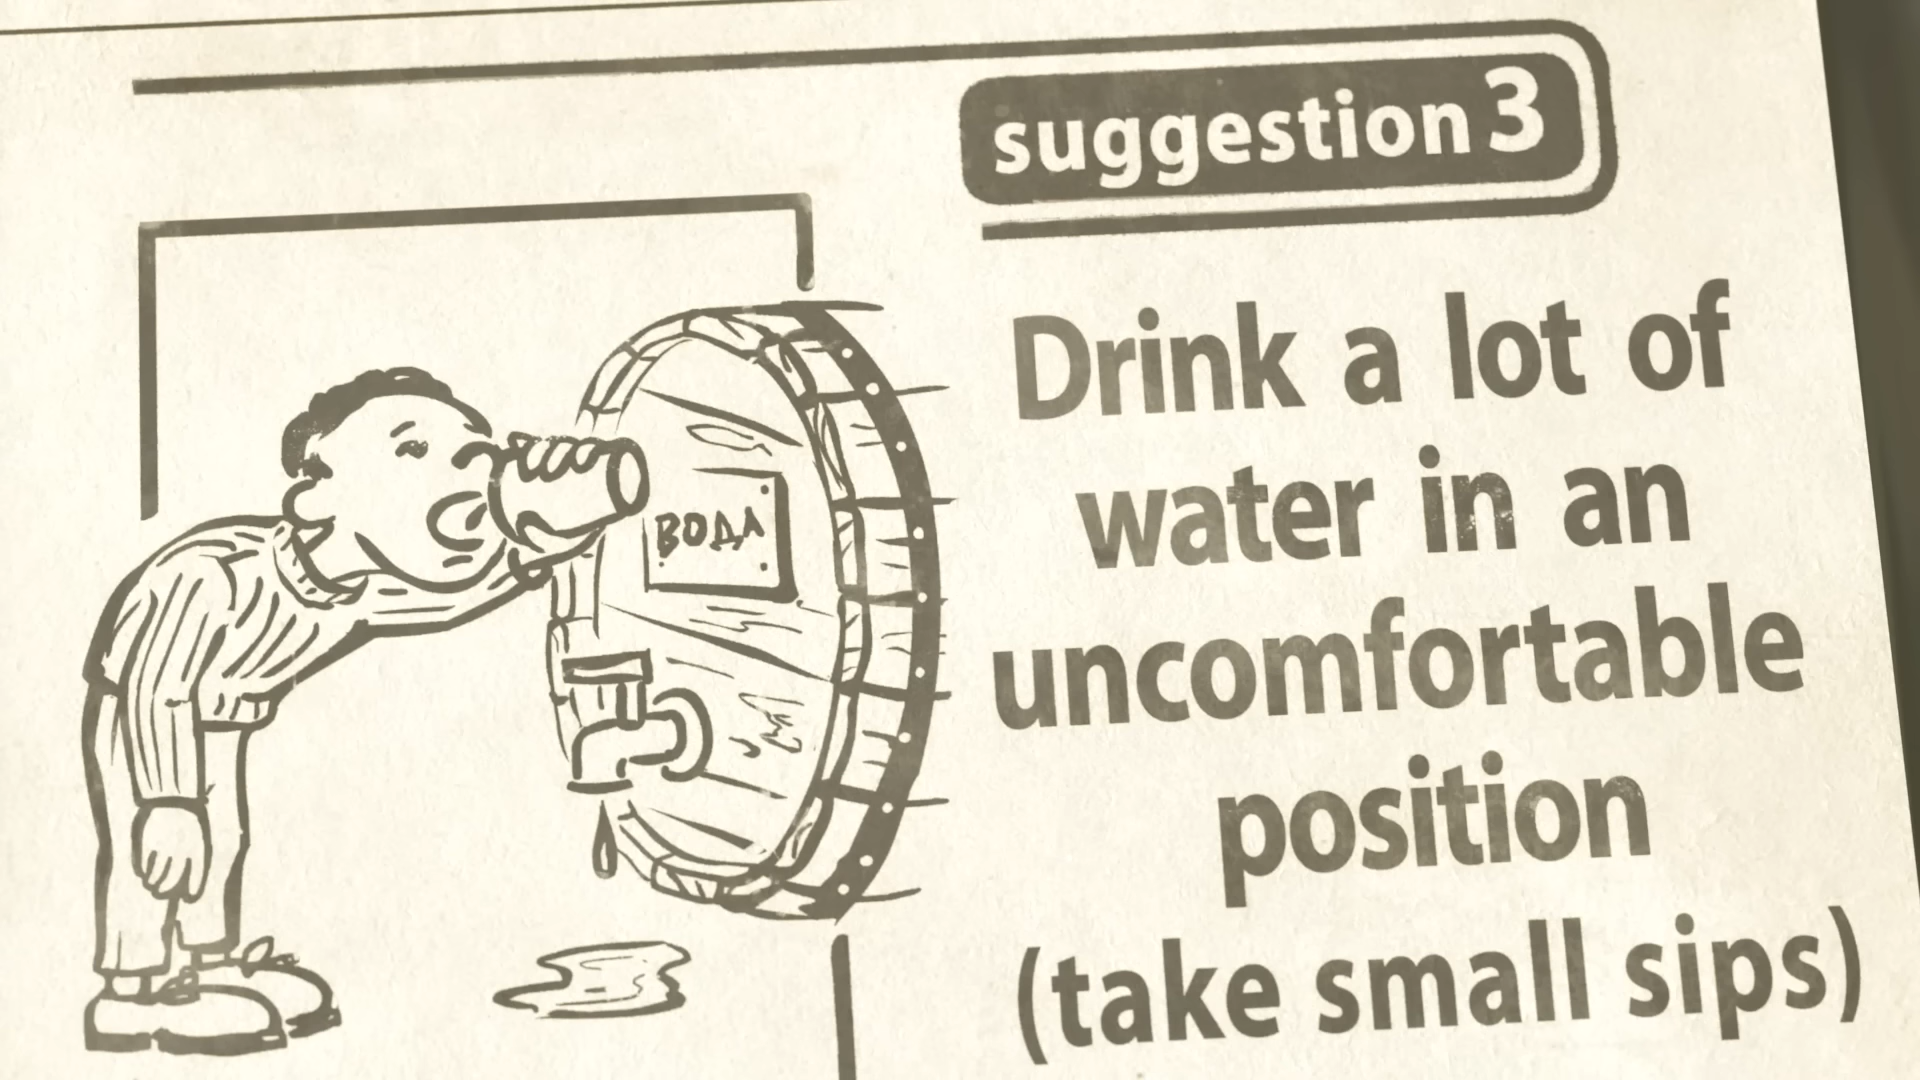 suggestion 3
Drink a lot of
water in an
uncomfortable
position
(take small sips)
ВОДА